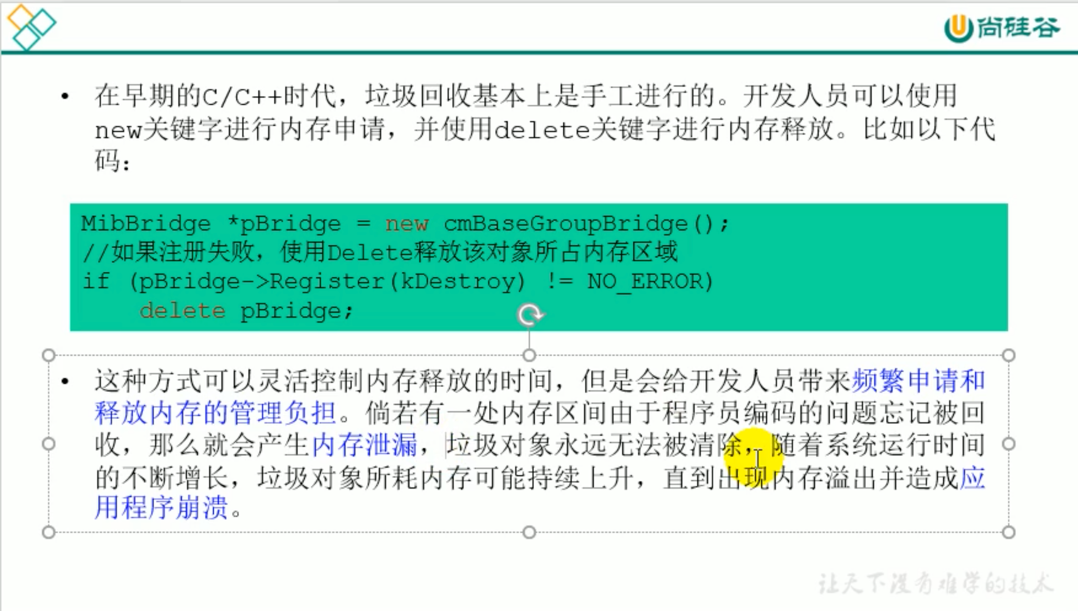 尚硅谷
• 在早期的C/C++时代，垃圾回收基本上是手工进行的。开发人员可以使用
new关键字进行内存申请，并使用delete关键字进行内存释放。比如以下代
码：
MibBridge *pBridge = new cmBaseGroupBridge();
//如果注册失败，使用Delete释放该对象所占内存区域
if (pBridge->Register(kDestroy) != NO_ERROR)
    delete pBridge;
• 这种方式可以灵活控制内存释放的时间，但是会给开发人员带来频繁申请和
释放内存的管理负担。倘若有一处内存区间由于程序员编码的问题忘记被回
收，那么就会产生内存泄漏，垃圾对象永远无法被清除，随着系统运行时间
的不断增长，垃圾对象所耗内存可能持续上升，直到出现内存溢出并造成应
用程序崩溃。
让天下没有难学的技术